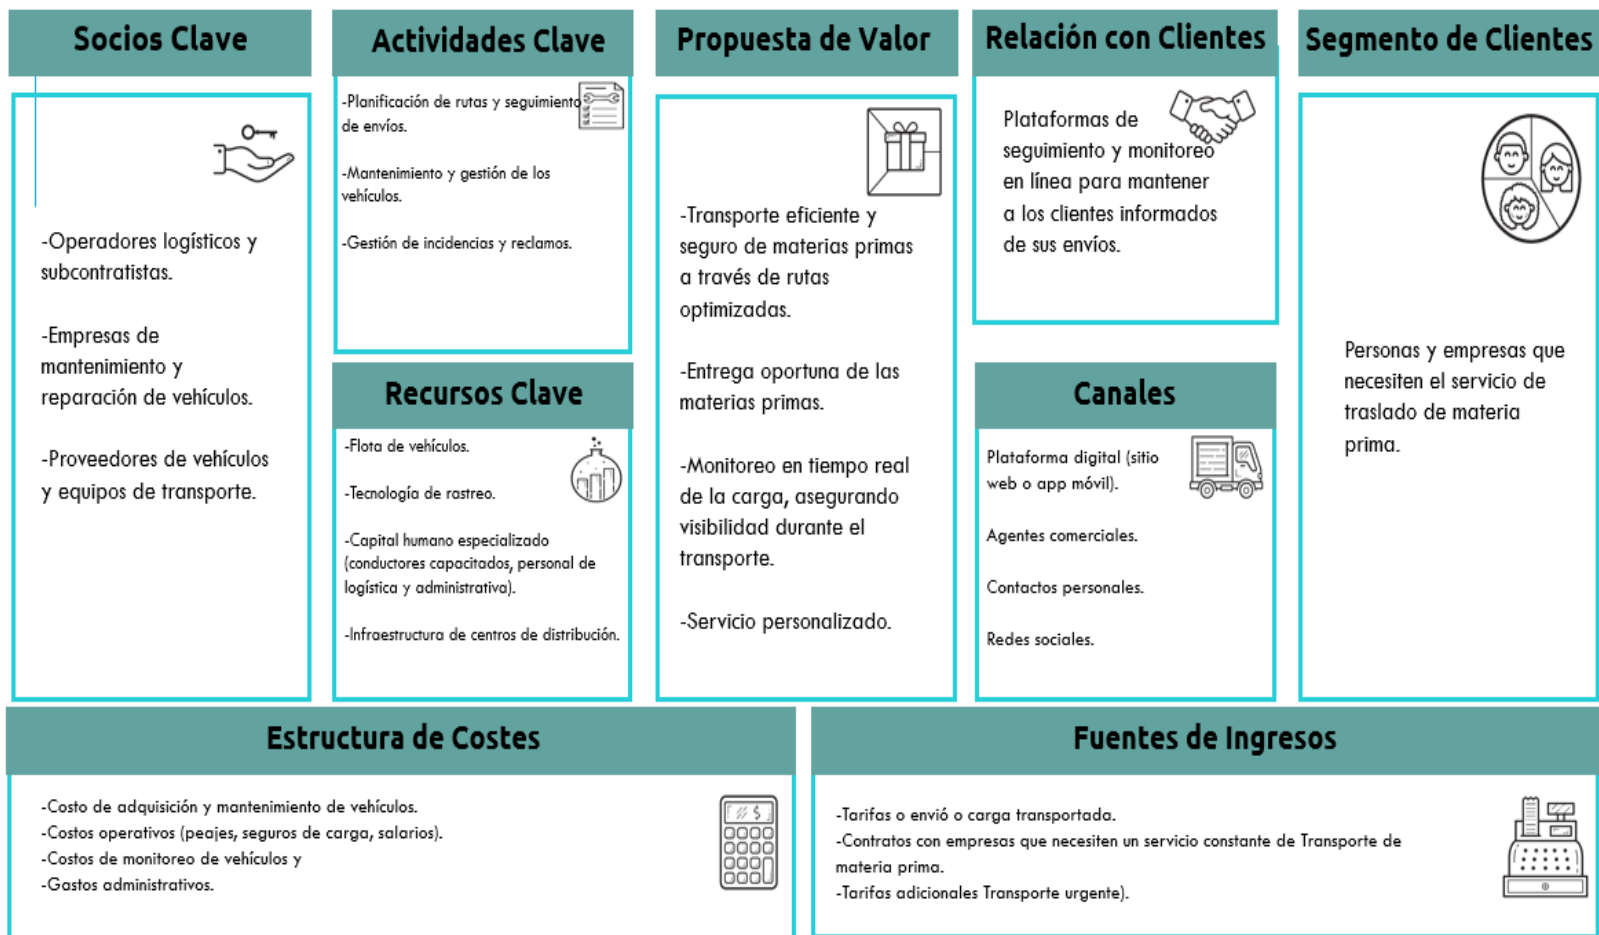 Socios Clave
-Operadores logísticos y
subcontratistas.
-Empresas de
mantenimiento y
reparación de vehículos.
-Proveedores de vehículos
y equipos de transporte.
Actividades Clave
-Planificación de rutas y seguimiento
de envíos.
-Mantenimiento y gestión de los
vehículos.
-Gestión de incidencias y reclamos.
Recursos Clave
-Flota de vehículos.
-Tecnología de rastreo.
-Capital humano especializado
(conductores capacitados, personal de
logística y administrativa).
-Infraestructura de centros de distribución.
Propuesta de Valor
-Transporte eficiente y
seguro de materias primas
a través de rutas
optimizadas.
-Entrega oportuna de las
materias primas.
-Monitoreo en tiempo real
de la carga, asegurando
visibilidad durante el
transporte.
-Servicio personalizado.
Relación con Clientes
Plataformas de
seguimiento y monitoreo
en línea para mantener
a los clientes informados
de sus envíos.
Canales
Plataforma digital (sitio
web o app móvil).
Agentes comerciales.
Contactos personales.
Redes sociales.
Segmento de Clientes
Personas y empresas que
necesiten el servicio de
traslado de materia
prima.
Estructura de Costes
-Costo de adquisición y mantenimiento de vehículos.
-Costos operativos (peajes, seguros de carga, salarios).
-Costos de monitoreo de vehículos y
-Gastos administrativos.
$
Fuentes de Ingresos
-Tarifas o envió o carga transportada.
-Contratos con empresas que necesiten un servicio constante de Transporte de
materia prima.
-Tarifas adicionales Transporte urgente).